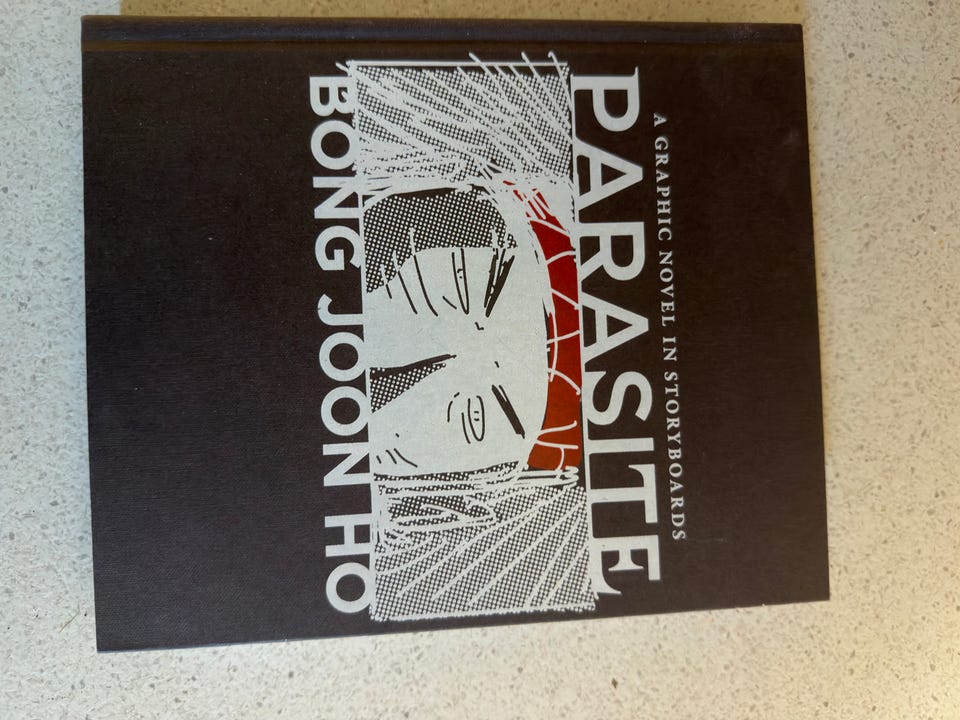 A GRAPHIC NOVEL IN STORYBOARDS
PARASITE
BONG JOON HO